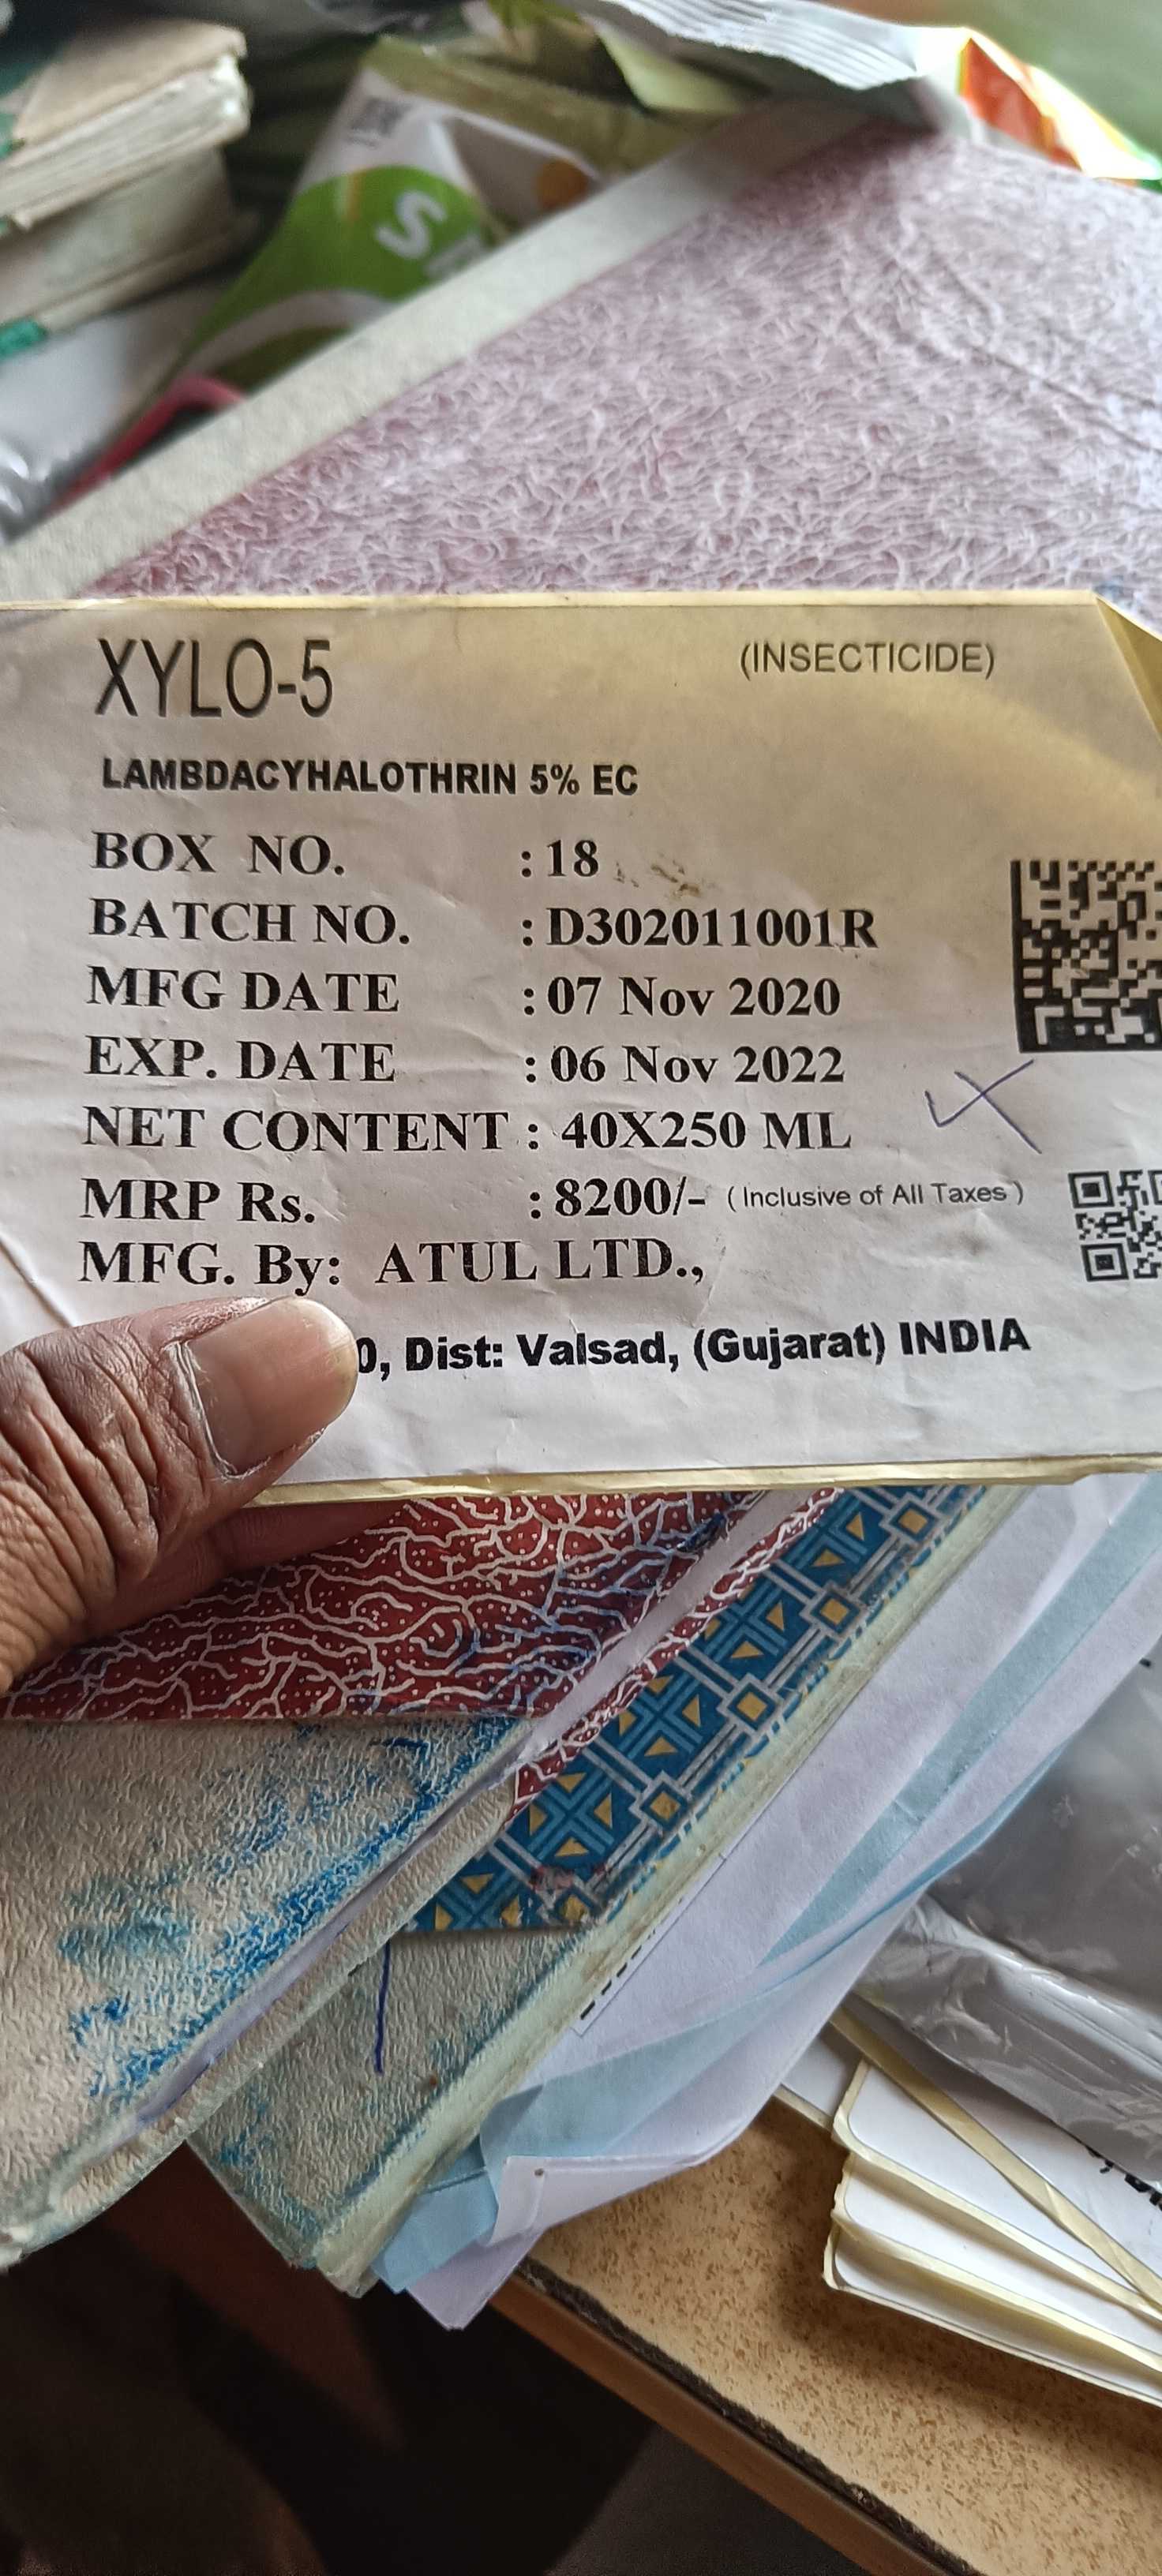 S
XYLO-5 (INSECTICIDE)
LAMBDACYHALOTHRIN 5% EC
BOX NO. : 18
BATCH NO. : D302011001R
MFG DATE : 07 Nov 2020
EXP. DATE : 06 Nov 2022
NET CONTENT : 40X250 ML
MRP Rs. : 8200/- (Inclusive of All Taxes)
MFG. By: ATUL LTD.,
0, Dist: Valsad, (Gujarat) INDIA